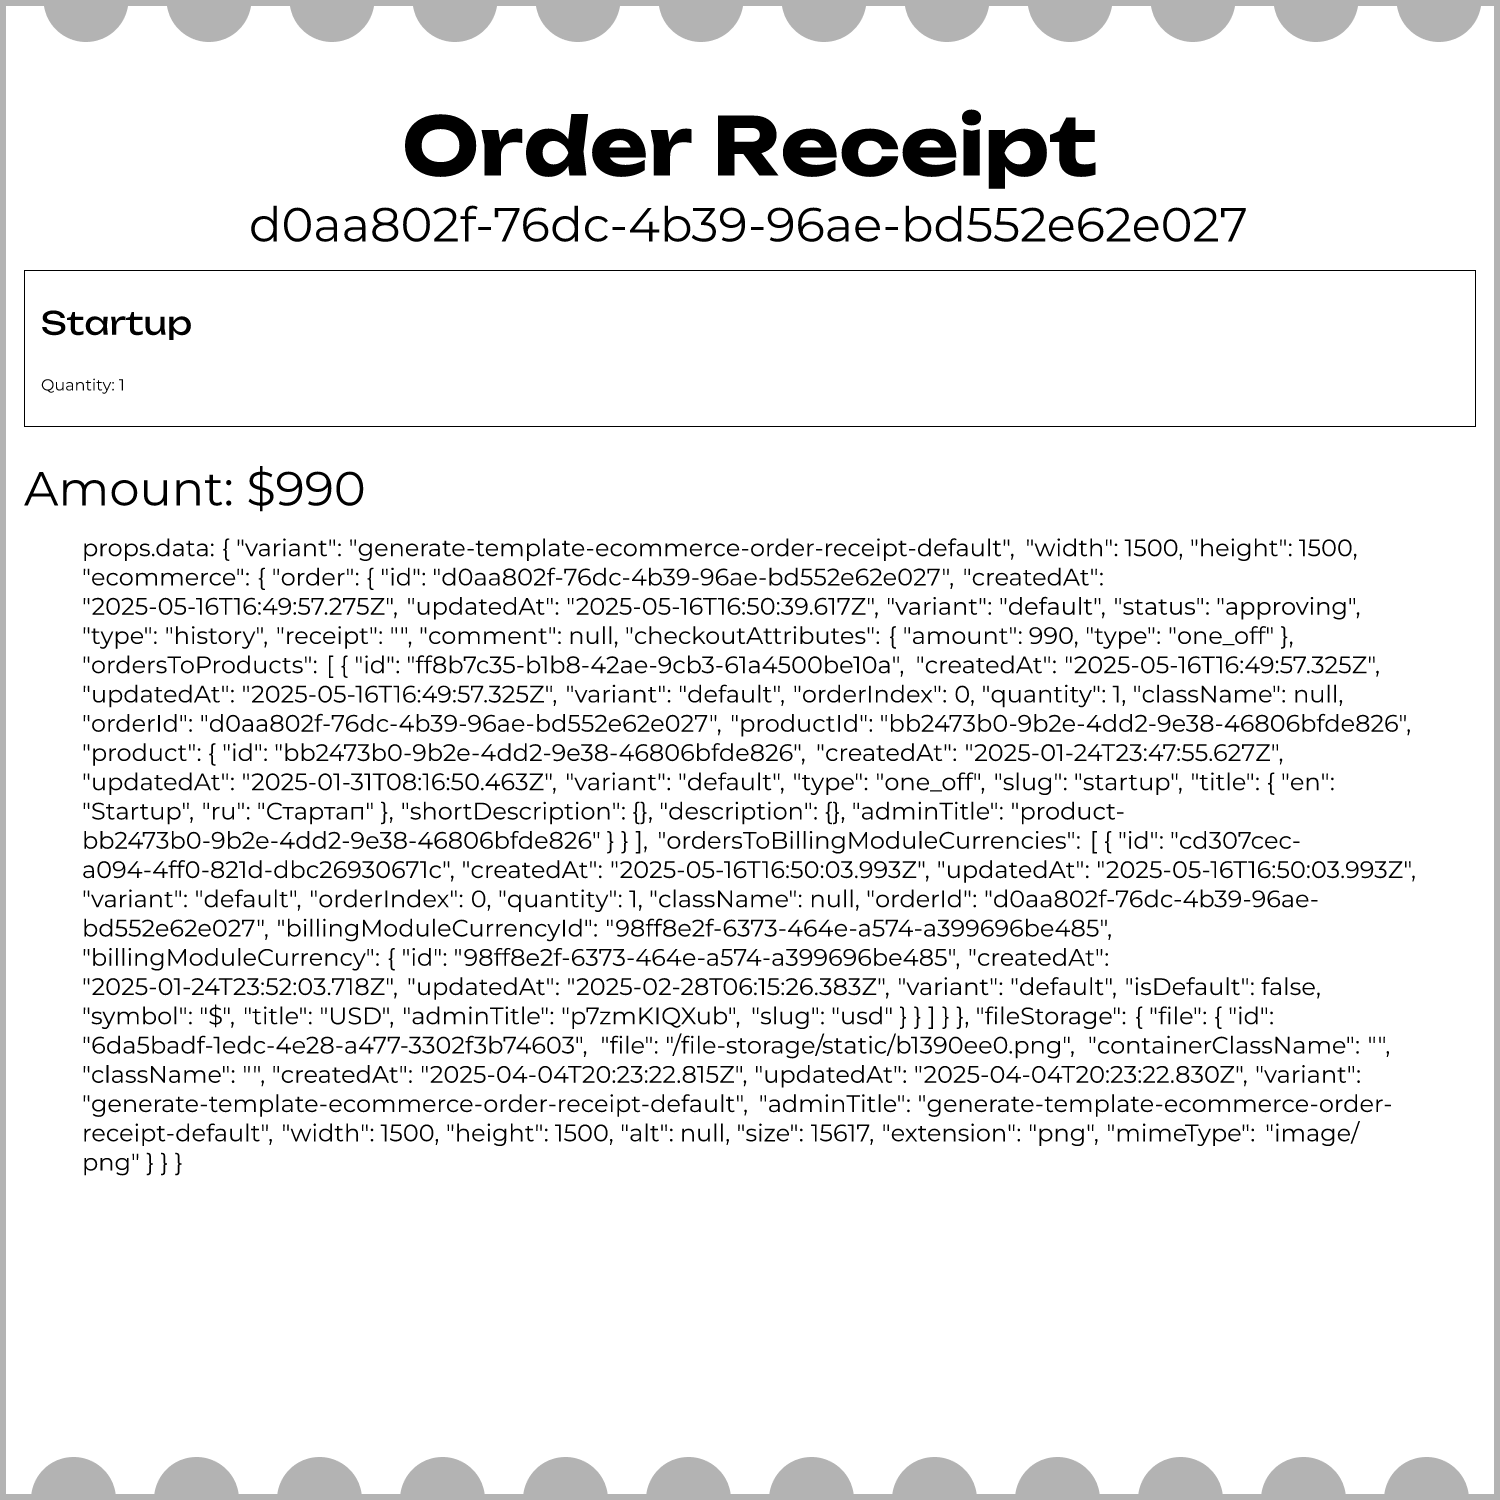 Order Receipt
d0aa802f-76dc-4b39-96ae-bd552e62e027
Startup
Quantity: 1
Amount: $990
props.data: { "variant": "generate-template-ecommerce-order-receipt-default", "width": 1500, "height": 1500,
"ecommerce": { "order": { "id": "d0aa802f-76dc-4b39-96ae-bd552e62e027", "createdAt":
"2025-05-16T16:49:57.275Z", "updatedAt": "2025-05-16T16:50:39.617Z", "variant": "default", "status": "approving",
"type": "history", "receipt": "", "comment": null, "checkoutAttributes": { "amount": 990, "type": "one_off" },
"ordersToProducts": [ { "id": "ff8b7c35-b1b8-42ae-9cb3-61a4500be10a", "createdAt": "2025-05-16T16:49:57.325Z",
"updatedAt": "2025-05-16T16:49:57.325Z", "variant": "default", "orderIndex": 0, "quantity": 1, "className": null,
"orderId": "d0aa802f-76dc-4b39-96ae-bd552e62e027", "productId": "bb2473b0-9b2e-4dd2-9e38-46806bfde826",
"product": { "id": "bb2473b0-9b2e-4dd2-9e38-46806bfde826", "createdAt": "2025-01-24T23:47:55.627Z",
"updatedAt": "2025-01-31T08:16:50.463Z", "variant": "default", "type": "one_off", "slug": "startup", "title": { "en":
"Startup", "ru": "Стартап" }, "shortDescription": {}, "description": {}, "adminTitle": "product-
bb2473b0-9b2e-4dd2-9e38-46806bfde826" } } ], "ordersToBillingModuleCurrencies": [ { "id": "cd307cec-
a094-4ff0-821d-dbc26930671c", "createdAt": "2025-05-16T16:50:03.993Z", "updatedAt": "2025-05-16T16:50:03.993Z",
"variant": "default", "orderIndex": 0, "quantity": 1, "className": null, "orderId": "d0aa802f-76dc-4b39-96ae-
bd552e62e027", "billingModuleCurrencyId": "98ff8e2f-6373-464e-a574-a399696be485",
"billingModuleCurrency": { "id": "98ff8e2f-6373-464e-a574-a399696be485", "createdAt":
"2025-01-24T23:52:03.718Z", "updatedAt": "2025-02-28T06:15:26.383Z", "variant": "default", "isDefault": false,
"symbol": "$", "title": "USD", "adminTitle": "p7zmKIQXub", "slug": "usd" } } ] } }, "fileStorage": { "file": { "id":
"6da5badf-1edc-4e28-a477-3302f3b74603", "file": "/file-storage/static/b1390ee0.png", "containerClassName": "",
"className": "", "createdAt": "2025-04-04T20:23:22.815Z", "updatedAt": "2025-04-04T20:23:22.830Z", "variant":
"generate-template-ecommerce-order-receipt-default", "adminTitle": "generate-template-ecommerce-order-
receipt-default", "width": 1500, "height": 1500, "alt": null, "size": 15617, "extension": "png", "mimeType": "image/
png" } } }